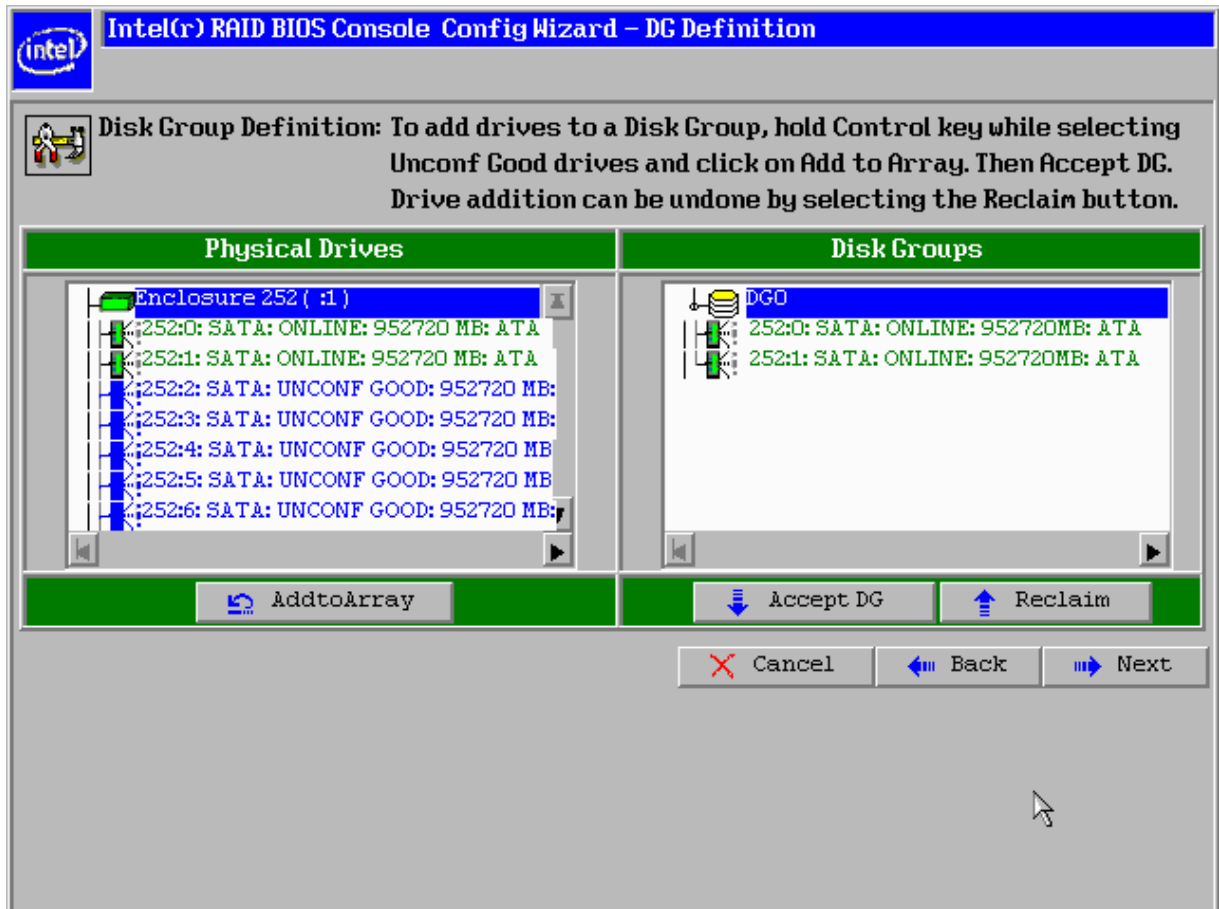 intel
Intel(r) RAID BIOS Console Config Wizard – DG Definition
Disk Group Definition: To add drives to a Disk Group, hold Control key while selecting
Unconf Good drives and click on Add to Array. Then Accept DG.
Drive addition can be undone by selecting the Reclaim button.
Physical Drives
Enclosure 252 ( :1 )
252:0: SATA: ONLINE: 952720 MB: ATA
252:1: SATA: ONLINE: 952720 MB: ATA
252:2: SATA: UNCONF GOOD: 952720 MB:
252:3: SATA: UNCONF GOOD: 952720 MB:
252:4: SATA: UNCONF GOOD: 952720 MB
252:5: SATA: UNCONF GOOD: 952720 MB
252:6: SATA: UNCONF GOOD: 952720 MB:
AddtoArray
Disk Groups
DG0
252:0: SATA: ONLINE: 952720MB: ATA
252:1: SATA: ONLINE: 952720MB: ATA
Accept DG
Reclaim
Cancel
Back
Next